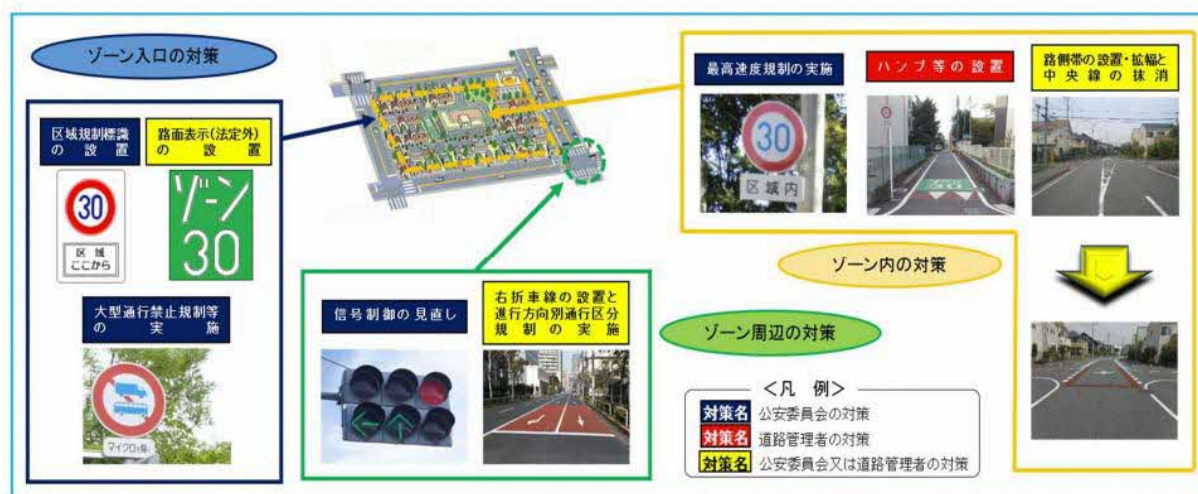 ゾーン入口の対策
区域規制標識
の設置
30
区域
ここから
路面表示(法定外)
の設置
ゾーン
30
大型通行禁止規制等
の実施
マイクロ(専)
信号制御の見直し
右折車線の設置と
進行方向別通行区分
規制の実施
最高速度規制の実施
30
区域内
ハンプ等の設置
路側帯の設置・拡幅と
中央線の抹消
ゾーン内の対策
ゾーン周辺の対策
＜凡 例＞
対策名 公安委員会の対策
対策名 道路管理者の対策
対策名 公安委員会又は道路管理者の対策